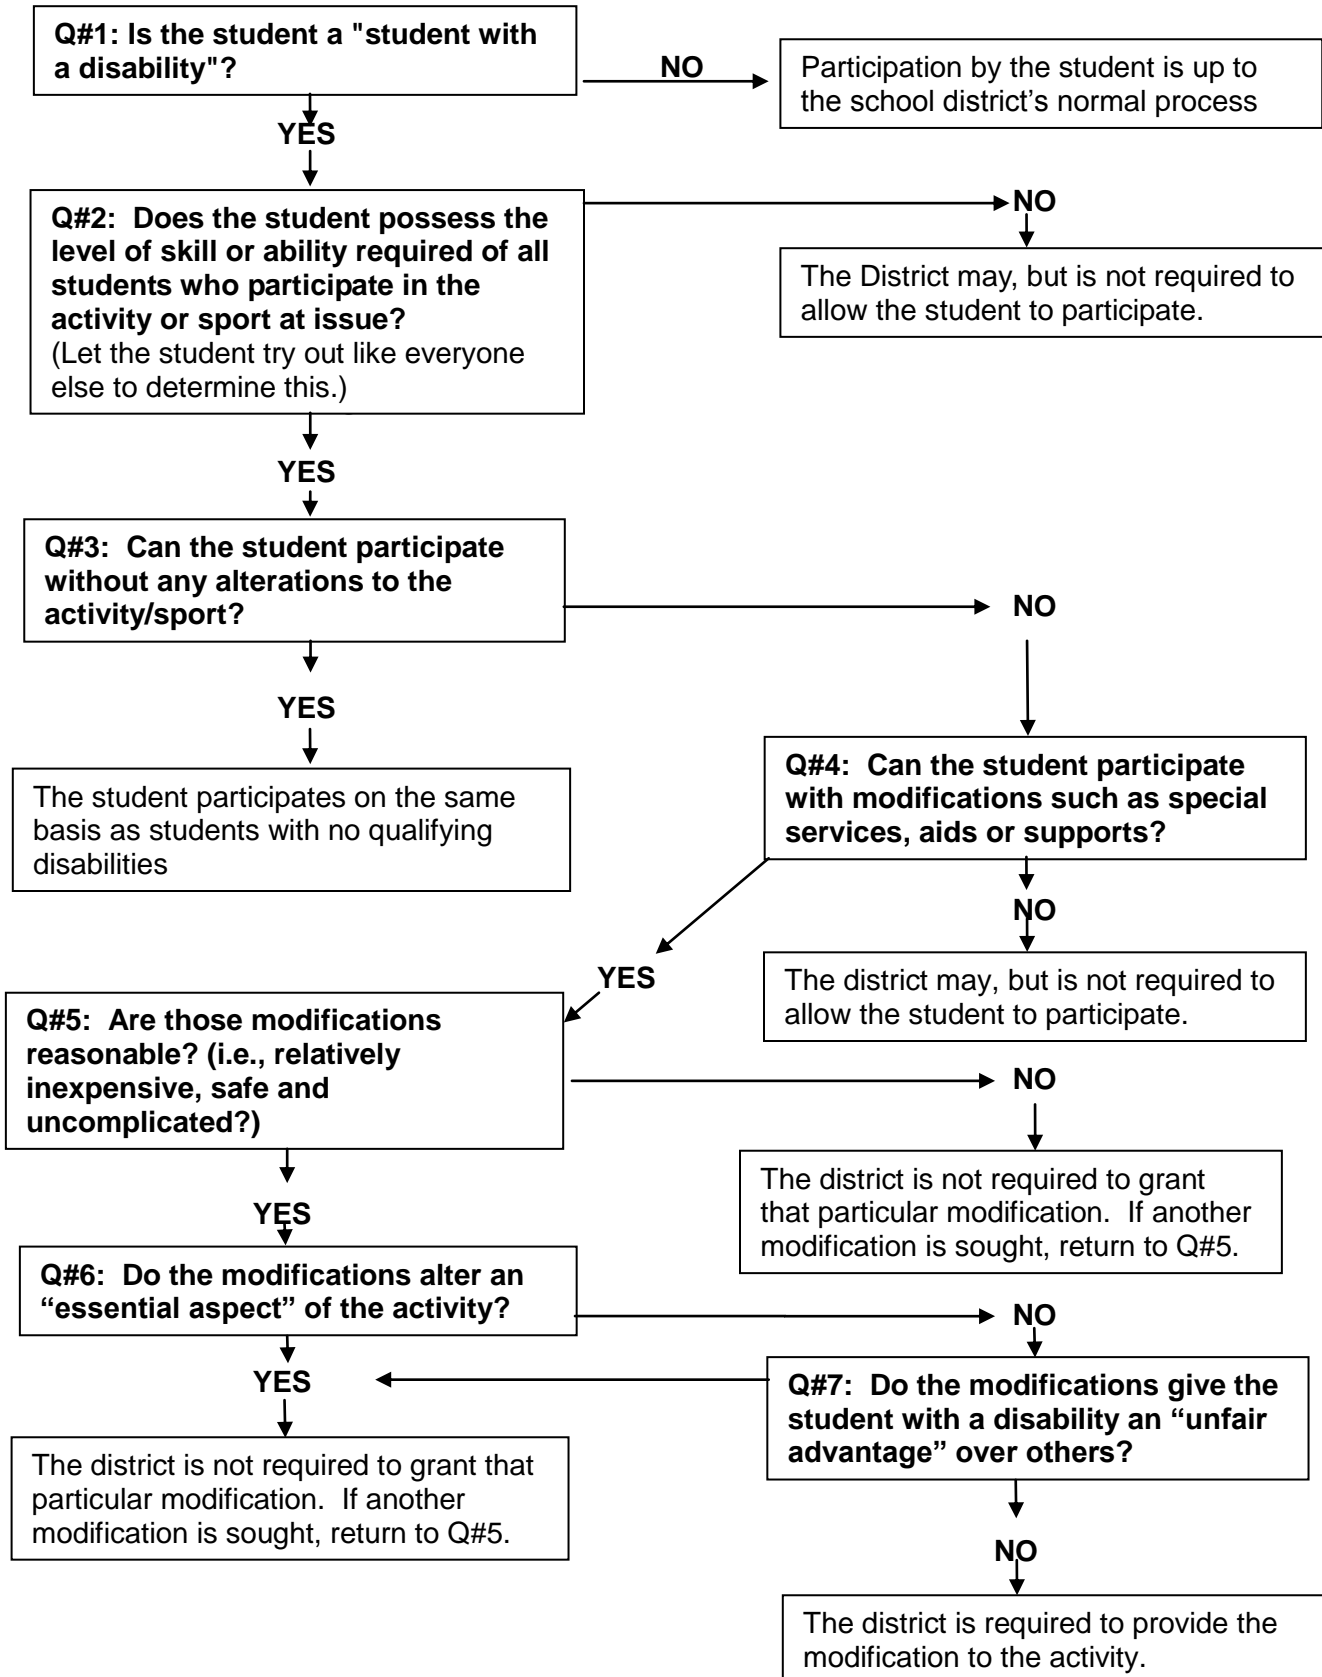 Q#1: Is the student a "student with
a disability"?
NO
Participation by the student is up to
the school district’s normal process
YES
Q#2:  Does the student possess the
level of skill or ability required of all
students who participate in the
activity or sport at issue?
(Let the student try out like everyone
else to determine this.)
NO
The District may, but is not required to
allow the student to participate.
YES
Q#3:  Can the student participate
without any alterations to the
activity/sport?
NO
YES
The student participates on the same
basis as students with no qualifying
disabilities
Q#4:  Can the student participate
with modifications such as special
services, aids or supports?
NO
The district may, but is not required to
allow the student to participate.
YES
Q#5:  Are those modifications
reasonable? (i.e., relatively
inexpensive, safe and
uncomplicated?)
NO
The district is not required to grant
that particular modification.  If another
modification is sought, return to Q#5.
YES
Q#6:  Do the modifications alter an
“essential aspect” of the activity?
NO
YES
Q#7:  Do the modifications give the
student with a disability an “unfair
advantage” over others?
The district is not required to grant that
particular modification.  If another
modification is sought, return to Q#5.
NO
The district is required to provide the
modification to the activity.